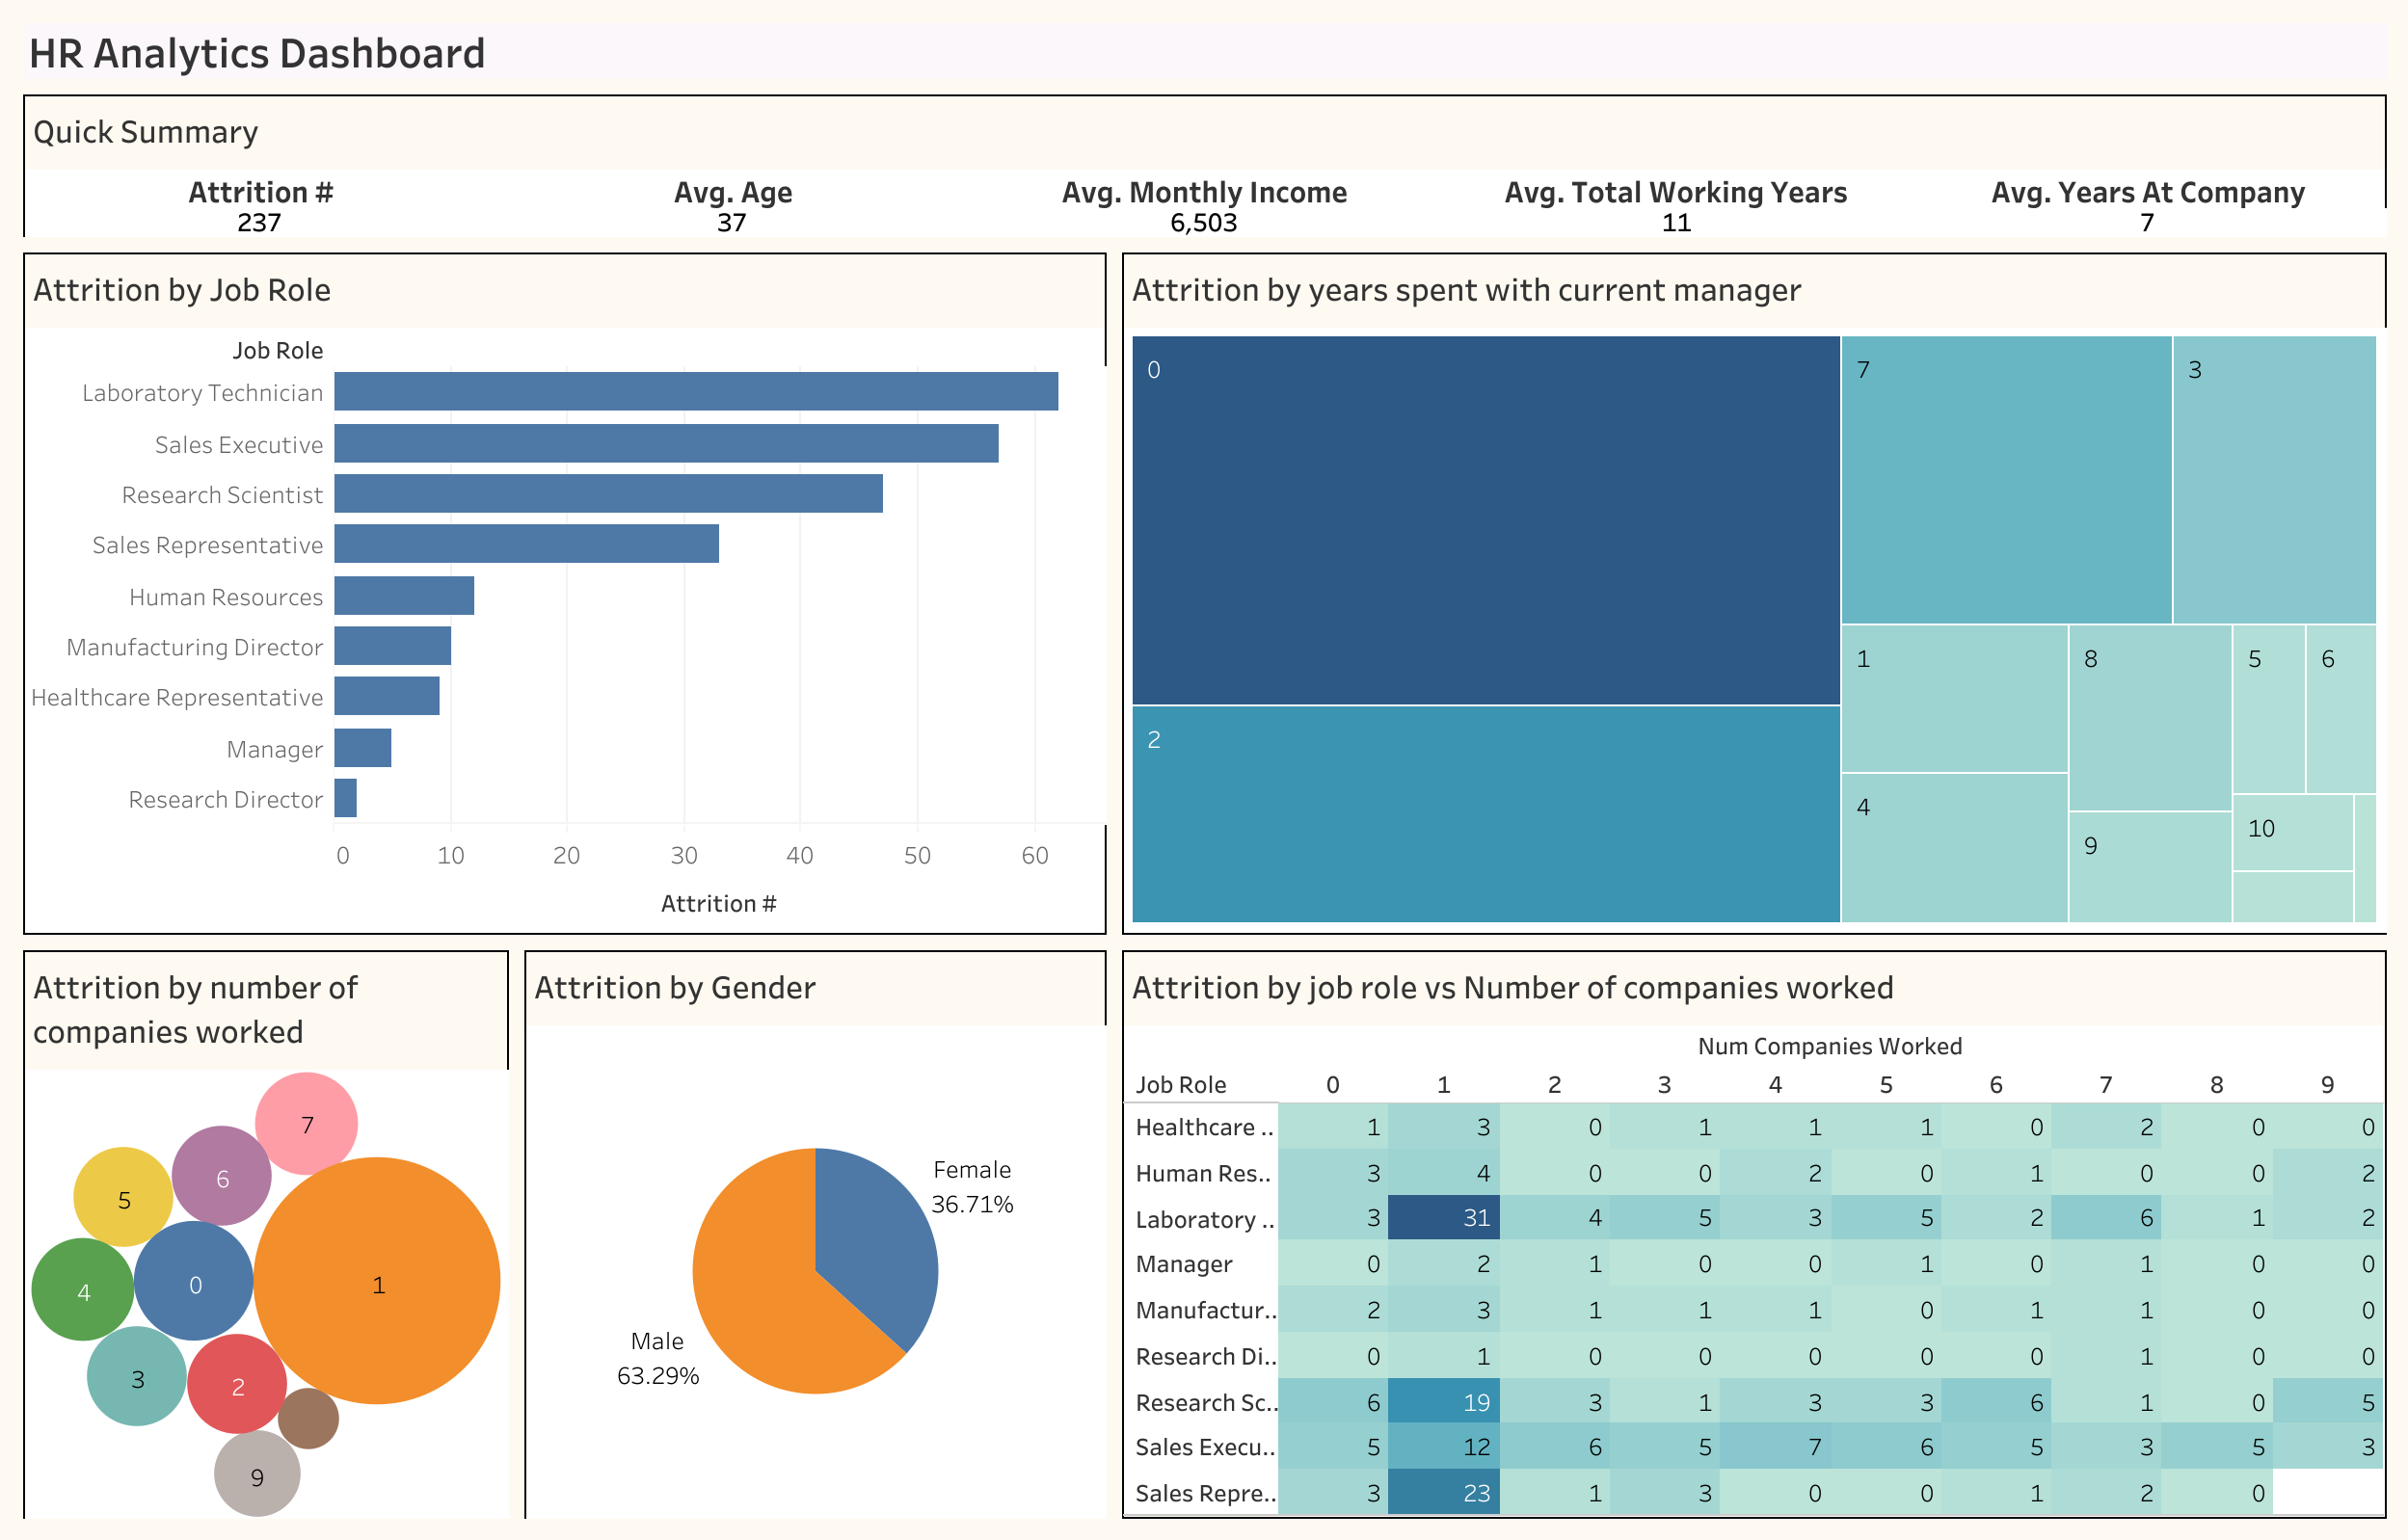 HR Analytics Dashboard
Quick Summary
Attrition # Avg. Age Avg. Monthly Income Avg. Total Working Years Avg. Years At Company
237 37 6,503 11 7
Attrition by Job Role
Job Role
Laboratory Technician
Sales Executive
Research Scientist
Sales Representative
Human Resources
Manufacturing Director
Healthcare Representative
Manager
Research Director
0 10 20 30 40 50 60
Attrition #
Attrition by years spent with current manager
0 7 3
1 8 5 6
2
4 10
9
Attrition by number of
companies worked
7
6
5
0 1
4
3 2
9
Attrition by Gender
Female
36.71%
Male
63.29%
Attrition by job role vs Number of companies worked
Num Companies Worked
Job Role 0 1 2 3 4 5 6 7 8 9
Healthcare .. 1 3 0 1 1 1 0 2 0 0
Human Res.. 3 4 0 0 2 0 1 0 0 2
Laboratory .. 3 31 4 5 3 5 2 6 1 2
Manager 0 2 1 0 0 1 0 1 0 0
Manufactur.. 2 3 1 1 1 0 1 1 0 0
Research Di.. 0 1 0 0 0 0 0 1 0 0
Research Sc.. 6 19 3 1 3 3 6 1 0 5
Sales Execu.. 5 12 6 5 7 6 5 3 5 3
Sales Repre.. 3 23 1 3 0 0 1 2 0